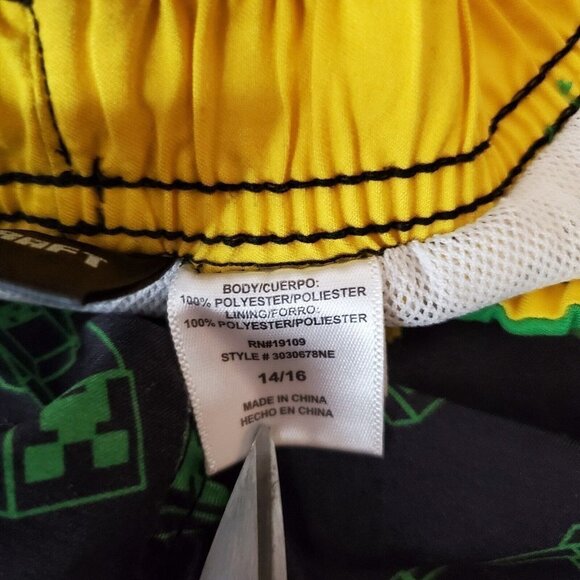 RAFT
BODY/CUERPO:
100% POLYESTER/POLIESTER
LINING/FORRO:
100% POLYESTER/POLIESTER
RN#19109
STYLE # 3030678NE
14/16
MADE IN CHINA
HECHO EN CHINA